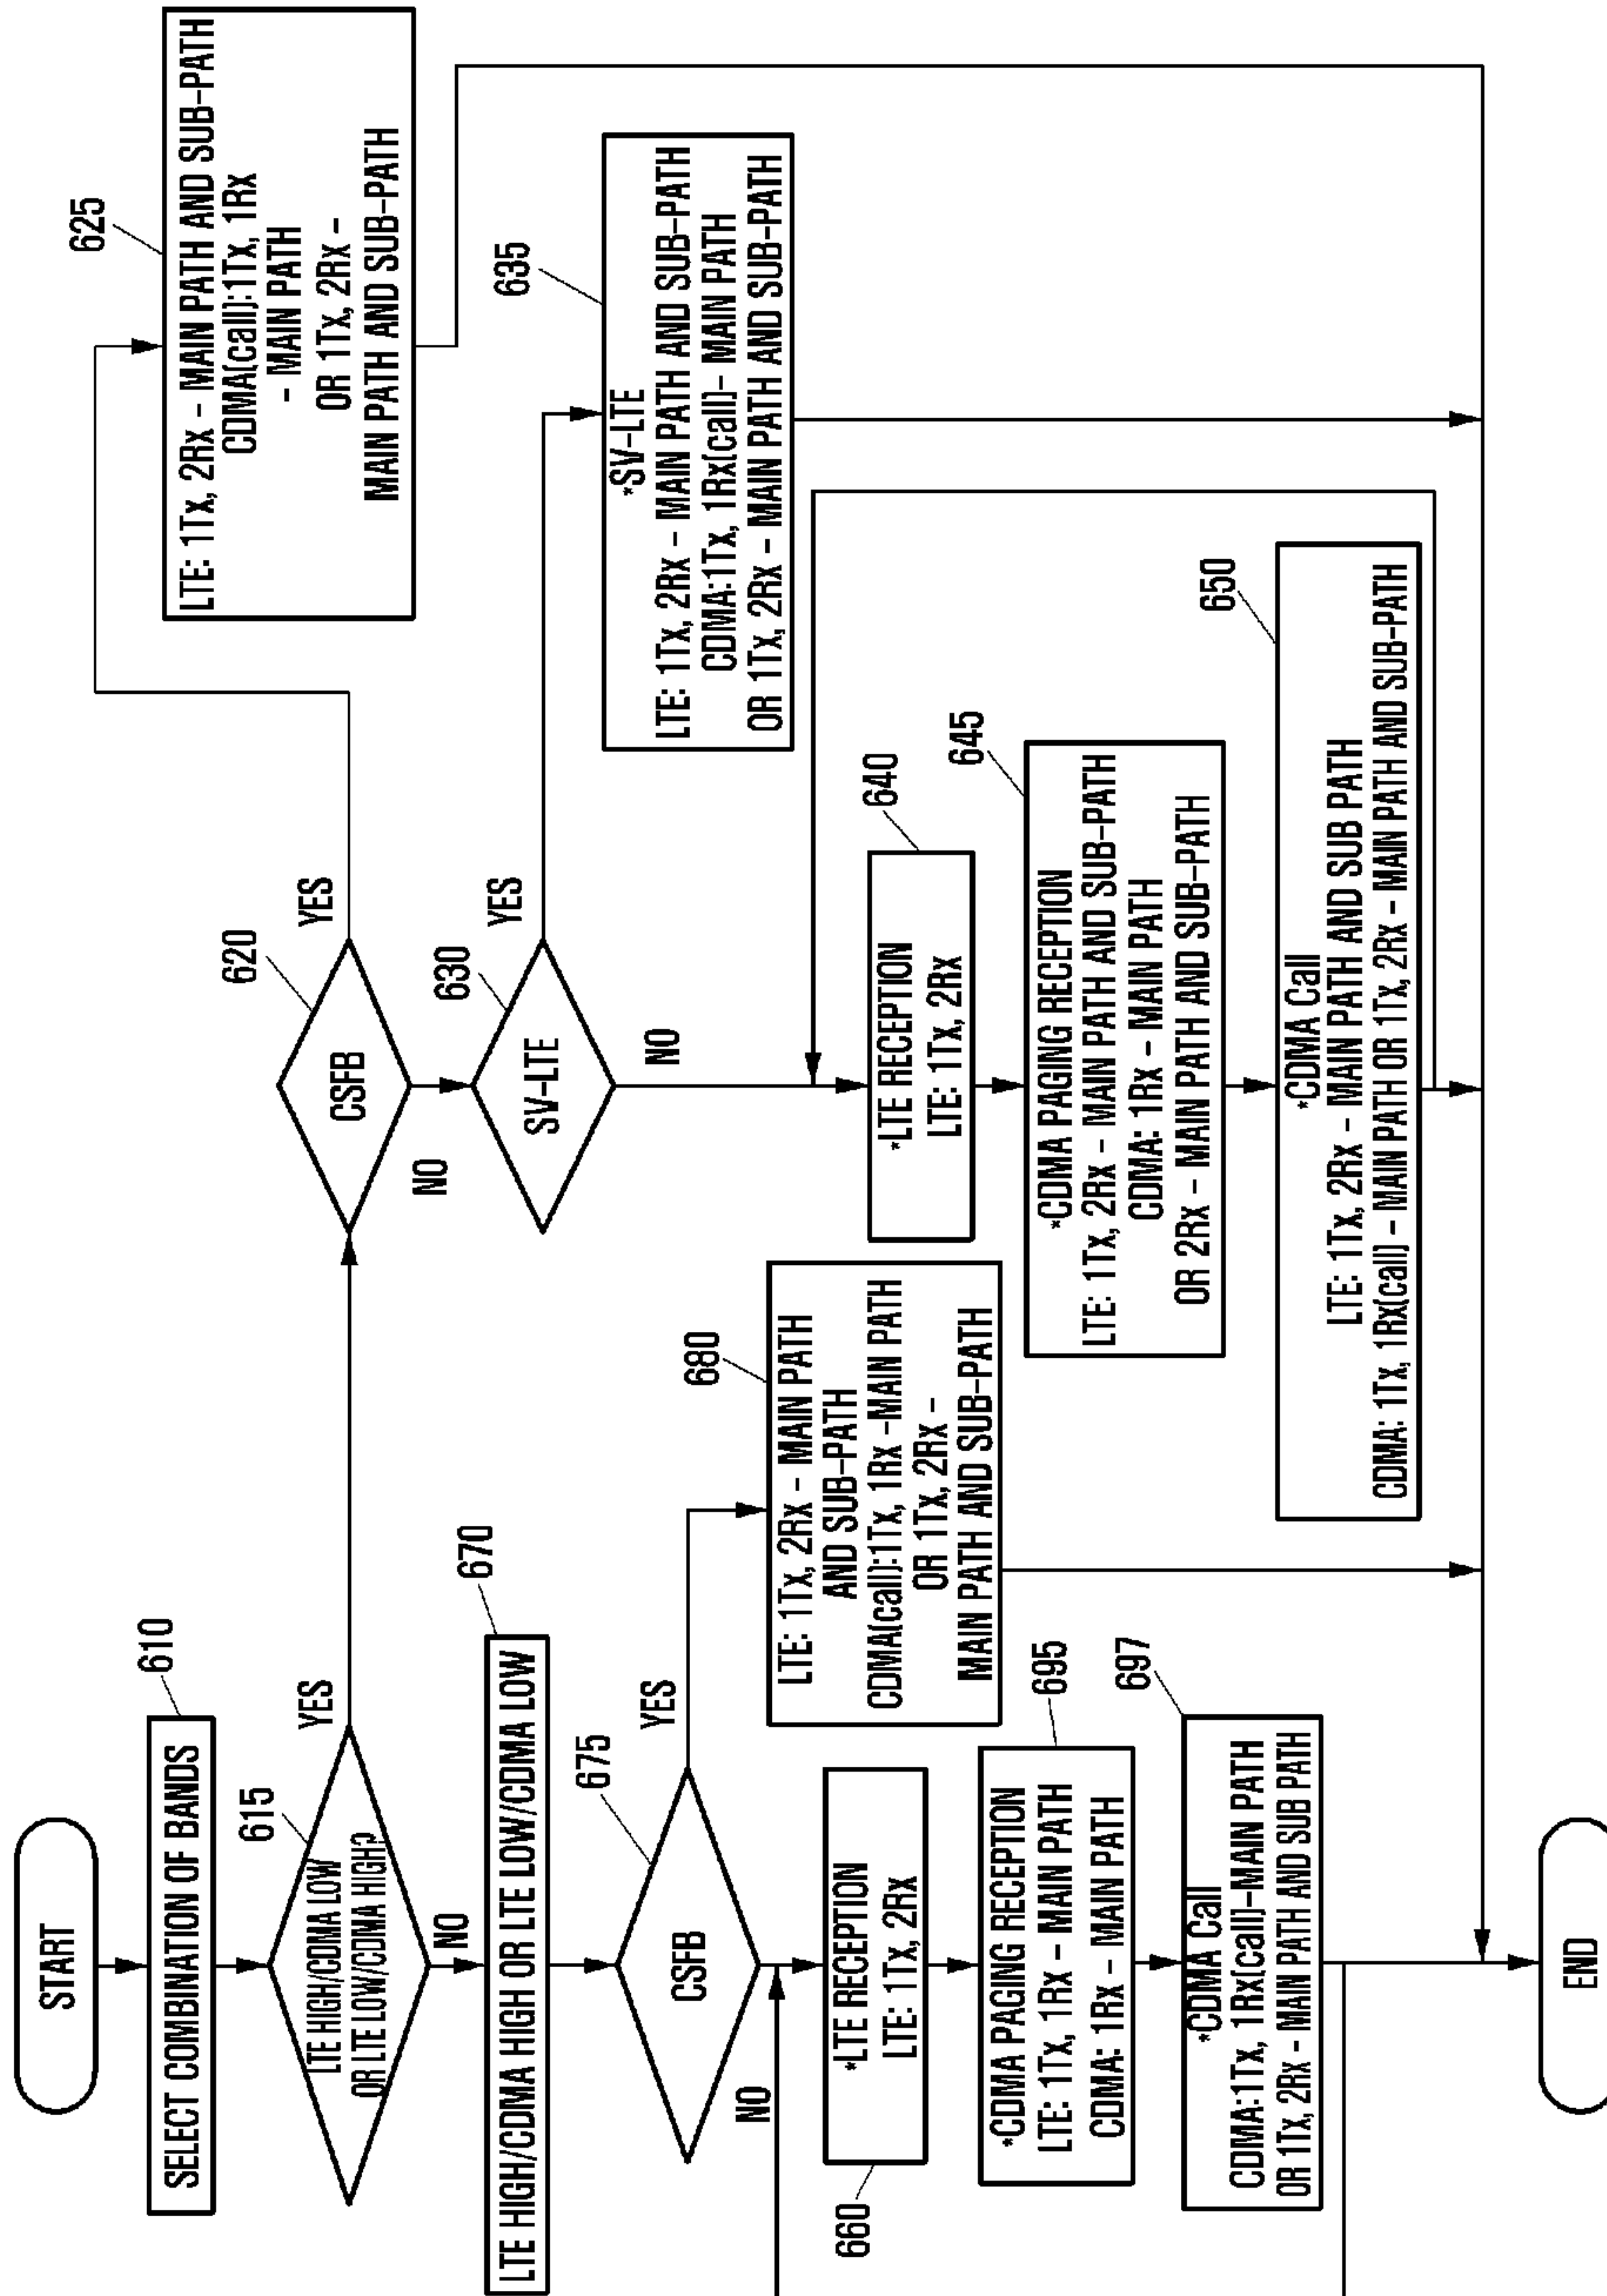 START
610
SELECT COMBINATION OF BANDS
615
LTE HIGH/CDMA LOW
OR LTE LOW/CDMA HIGH?
YES
NO
620
CSFB
YES
NO
625
LTE: 1Tx, 2Rx - MAIN PATH AND SUB-PATH
CDMA(call):1Tx, 1Rx
- MAIN PATH
OR 1Tx, 2Rx -
MAIN PATH AND SUB-PATH
630
SV-LTE
YES
NO
635
*SV-LTE
LTE: 1Tx, 2Rx - MAIN PATH AND SUB-PATH
CDMA:1Tx, 1Rx(call)- MAIN PATH
OR 1Tx, 2Rx - MAIN PATH AND SUB-PATH
640
*LTE RECEPTION
LTE: 1Tx, 2Rx
645
*CDMA PAGING RECEPTION
LTE: 1Tx, 2Rx - MAIN PATH AND SUB-PATH
CDMA: 1Rx - MAIN PATH
OR 2Rx - MAIN PATH AND SUB-PATH
650
*CDMA Call
LTE: 1Tx, 2Rx - MAIN PATH AND SUB PATH
CDMA: 1Tx, 1Rx(call) - MAIN PATH OR 1Tx, 2Rx - MAIN PATH AND SUB-PATH
670
LTE HIGH/CDMA HIGH OR LTE LOW/CDMA LOW
675
CSFB
YES
NO
680
LTE: 1Tx, 2Rx - MAIN PATH
AND SUB-PATH
CDMA(call):1Tx, 1Rx -MAIN PATH
OR 1Tx, 2Rx -
MAIN PATH AND SUB-PATH
660
*LTE RECEPTION
LTE: 1Tx, 2Rx
695
*CDMA PAGING RECEPTION
LTE: 1Tx, 1Rx - MAIN PATH
CDMA: 1Rx - MAIN PATH
697
*CDMA Call
CDMA:1Tx, 1Rx(call)-MAIN PATH
OR 1Tx, 2Rx - MAIN PATH AND SUB PATH
END